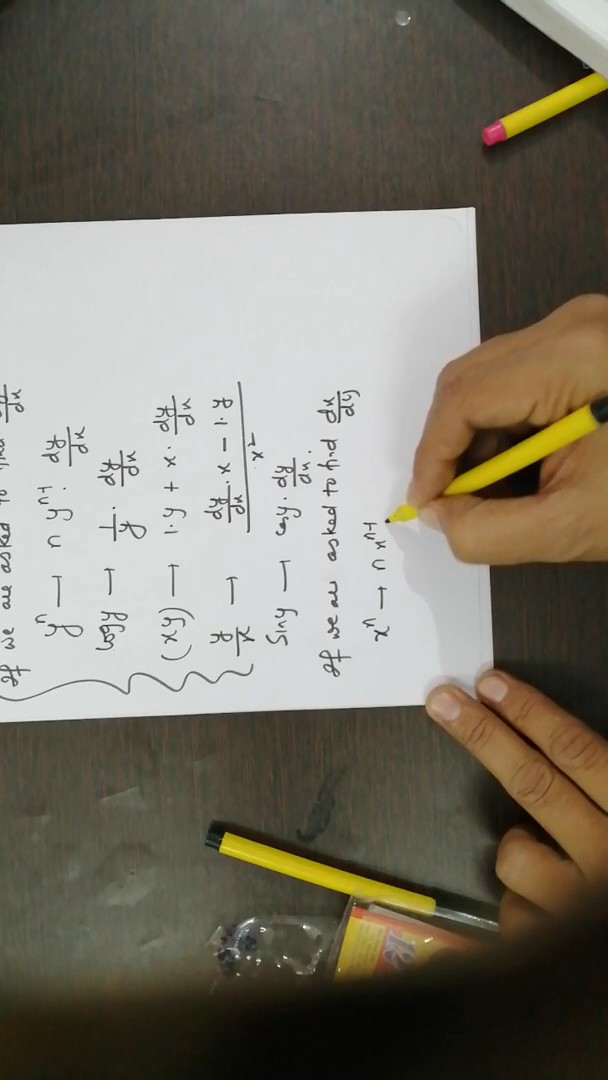 If we are asked to find dy/dx
yⁿ → n yⁿ⁻¹ · dy/dx
log y → 1/y · dy/dx
(xy) → 1·y + x · dy/dx
y/x → (dy/dx · x − 1·y)/x²
Sin y → cos y · dy/dx.
If we are asked to find dx/dy
xⁿ → n xⁿ⁻¹